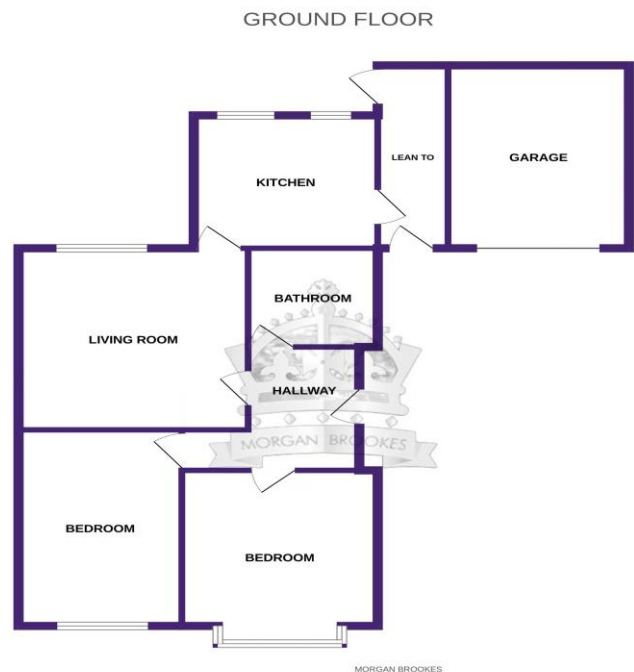 GROUND FLOOR
LEAN TO
GARAGE
KITCHEN
BATHROOM
LIVING ROOM
HALLWAY
MORGAN BROOKES
BEDROOM
BEDROOM
MORGAN BROOKES